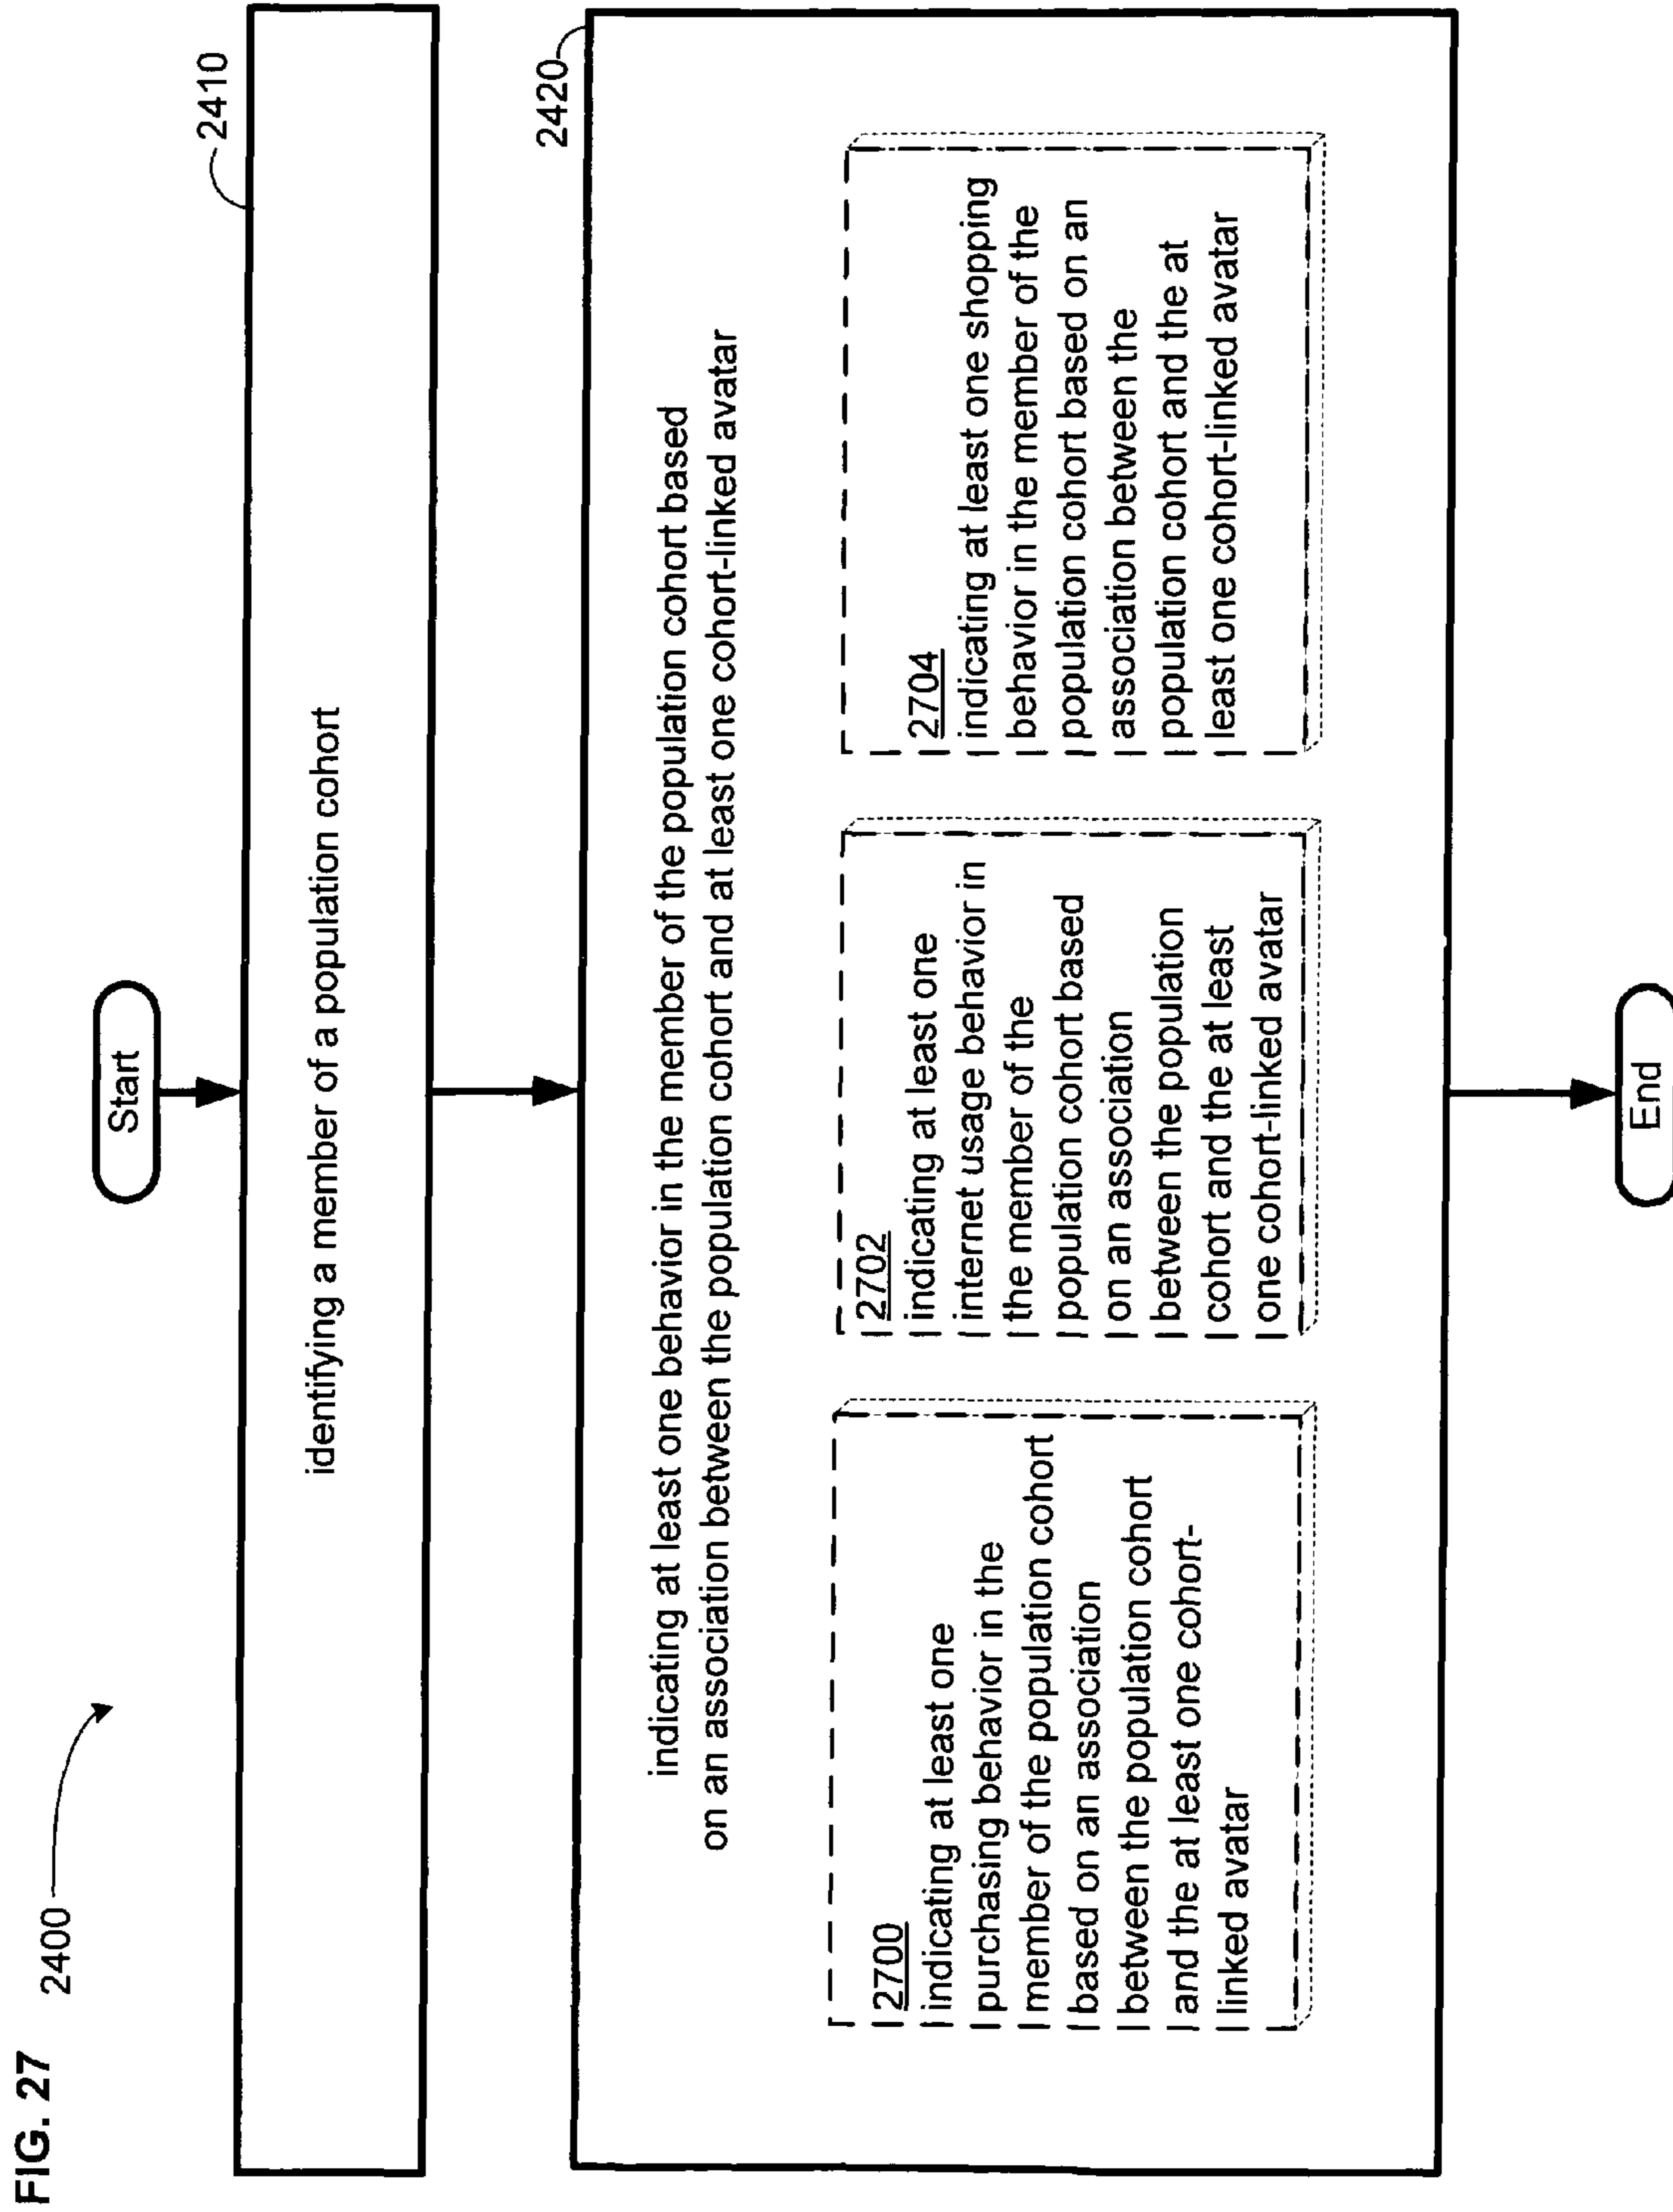 FIG. 27
2400
Start
2410
identifying a member of a population cohort
2420
indicating at least one behavior in the member of the population cohort based
on an association between the population cohort and at least one cohort-linked avatar
2700
indicating at least one
purchasing behavior in the
member of the population cohort
based on an association
between the population cohort
and the at least one cohort-
linked avatar
2702
indicating at least one
internet usage behavior in
the member of the
population cohort based
on an association
between the population
cohort and the at least
one cohort-linked avatar
2704
indicating at least one shopping
behavior in the member of the
population cohort based on an
association between the
population cohort and the at
least one cohort-linked avatar
End